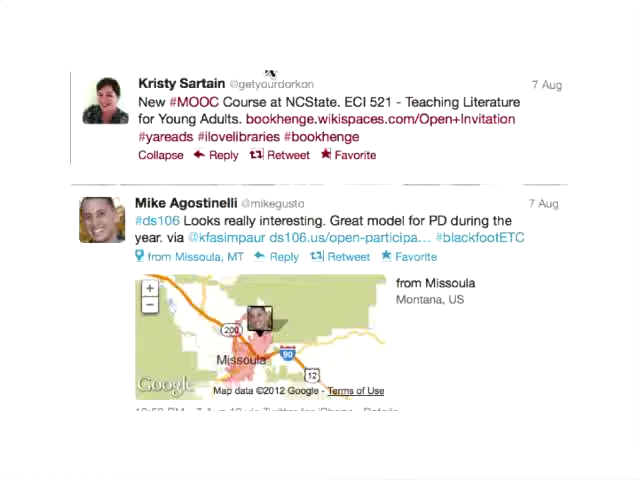 Kristy Sartain @getyourdorkon 7 Aug
New #MOOC Course at NCState. ECI 521 - Teaching Literature
for Young Adults. bookhenge.wikispaces.com/Open+Invitation
#yareads #ilovelibraries #bookhenge
Collapse Reply Retweet Favorite
Mike Agostinelli @mikegusto 7 Aug
#ds106 Looks really interesting. Great model for PD during the
year. via @kfasimpaur ds106.us/open-participa... #blackfootETC
from Missoula, MT Reply Retweet Favorite
from Missoula
Montana, US
+
−
200
90
Missoula
12
Google Map data ©2012 Google - Terms of Use